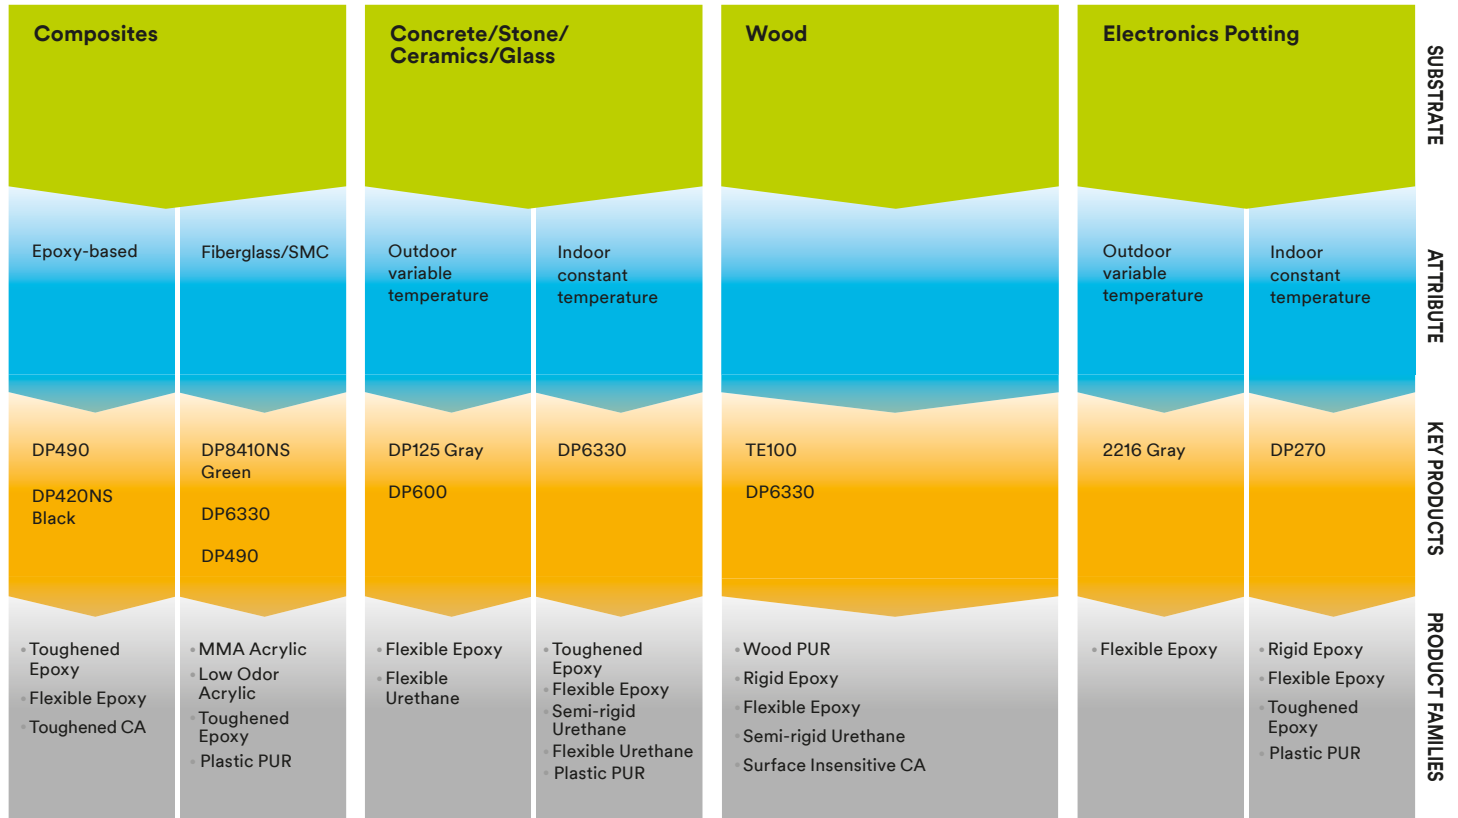 Composites
Concrete/Stone/
Ceramics/Glass
Wood
Electronics Potting
SUBSTRATE
Epoxy-based
Fiberglass/SMC
Outdoor
variable
temperature
Indoor
constant
temperature
Outdoor
variable
temperature
Indoor
constant
temperature
ATTRIBUTE
DP490
DP420NS
Black
DP8410NS
Green
DP6330
DP490
DP125 Gray
DP600
DP6330
TE100
DP6330
2216 Gray
DP270
KEY PRODUCTS
• Toughened
Epoxy
• Flexible Epoxy
• Toughened CA
• MMA Acrylic
• Low Odor
Acrylic
• Toughened
Epoxy
• Plastic PUR
• Flexible Epoxy
• Flexible
Urethane
• Toughened
Epoxy
• Flexible Epoxy
• Semi-rigid
Urethane
• Flexible Urethane
• Plastic PUR
• Wood PUR
• Rigid Epoxy
• Flexible Epoxy
• Semi-rigid Urethane
• Surface Insensitive CA
• Flexible Epoxy
• Rigid Epoxy
• Flexible Epoxy
• Toughened
Epoxy
• Plastic PUR
PRODUCT FAMILIES